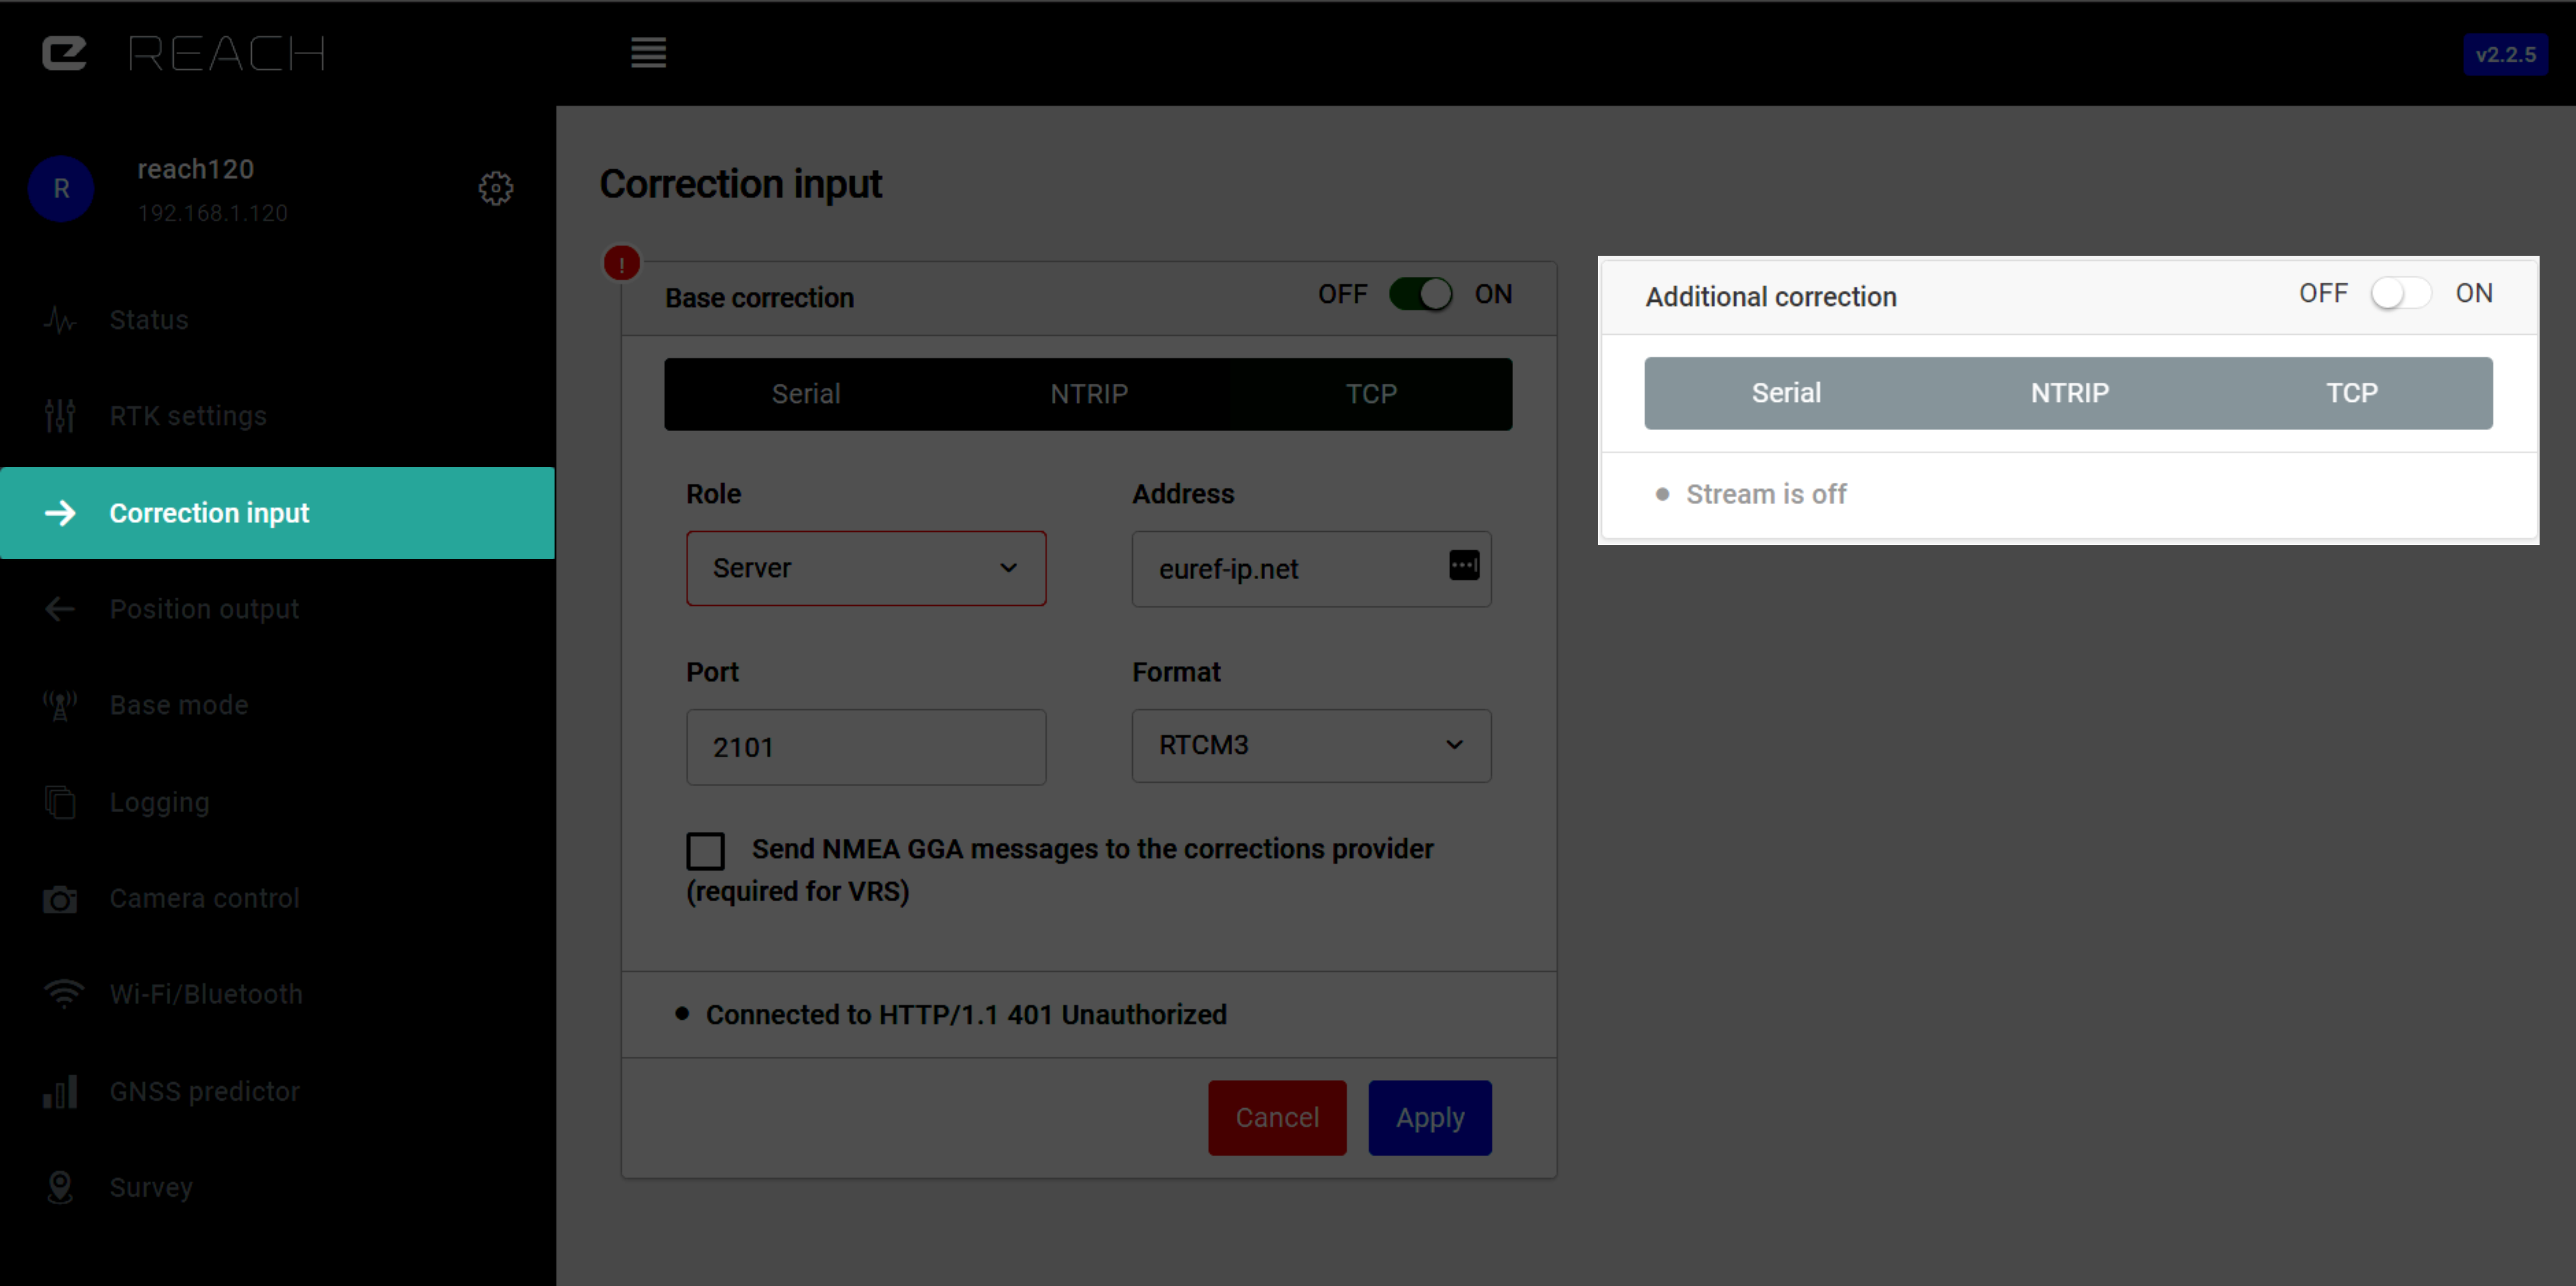 REACH
v2.2.5
R
reach120
192.168.1.120
Status
RTK settings
Correction input
Position output
Base mode
Logging
Camera control
Wi-Fi/Bluetooth
GNSS predictor
Survey
Correction input
!
Base correction
OFF ON
Serial NTRIP TCP
Role Address
Server euref-ip.net
Port Format
2101 RTCM3
Send NMEA GGA messages to the corrections provider
(required for VRS)
Connected to HTTP/1.1 401 Unauthorized
Cancel Apply
Additional correction
OFF ON
Serial NTRIP TCP
Stream is off